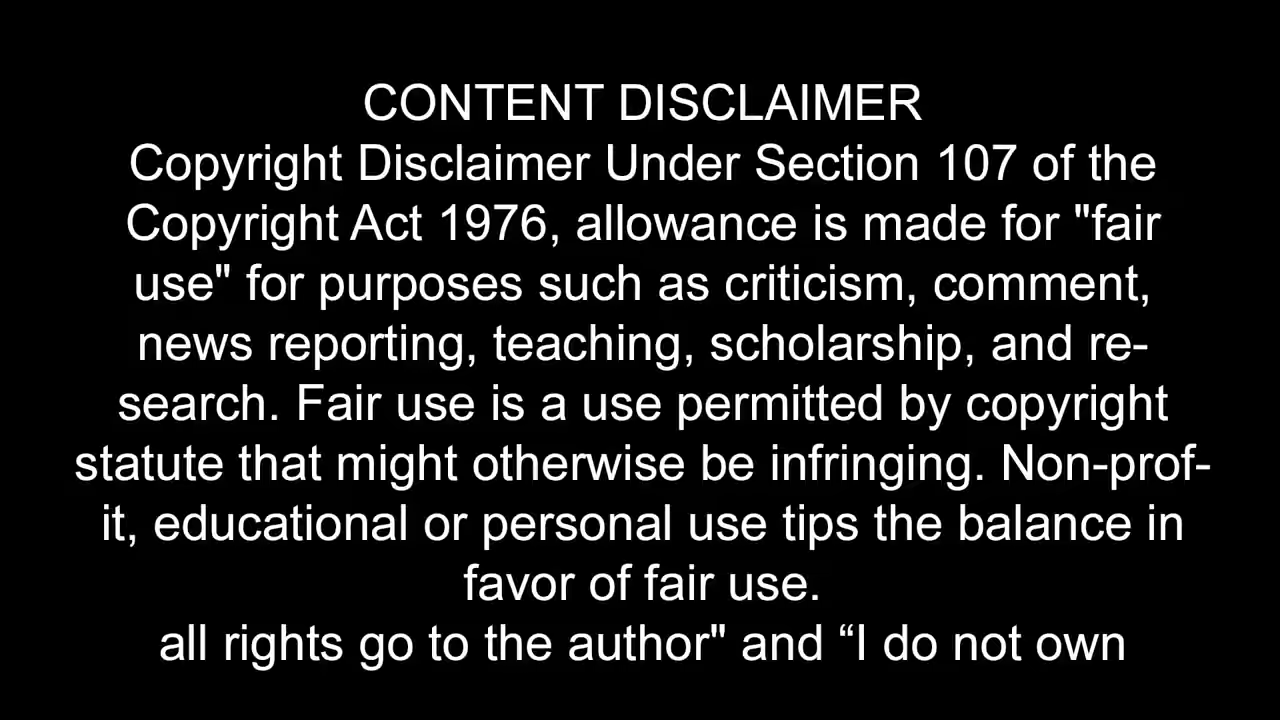 CONTENT DISCLAIMER
Copyright Disclaimer Under Section 107 of the
Copyright Act 1976, allowance is made for "fair
use" for purposes such as criticism, comment,
news reporting, teaching, scholarship, and re-
search. Fair use is a use permitted by copyright
statute that might otherwise be infringing. Non-prof-
it, educational or personal use tips the balance in
favor of fair use.
all rights go to the author" and “I do not own